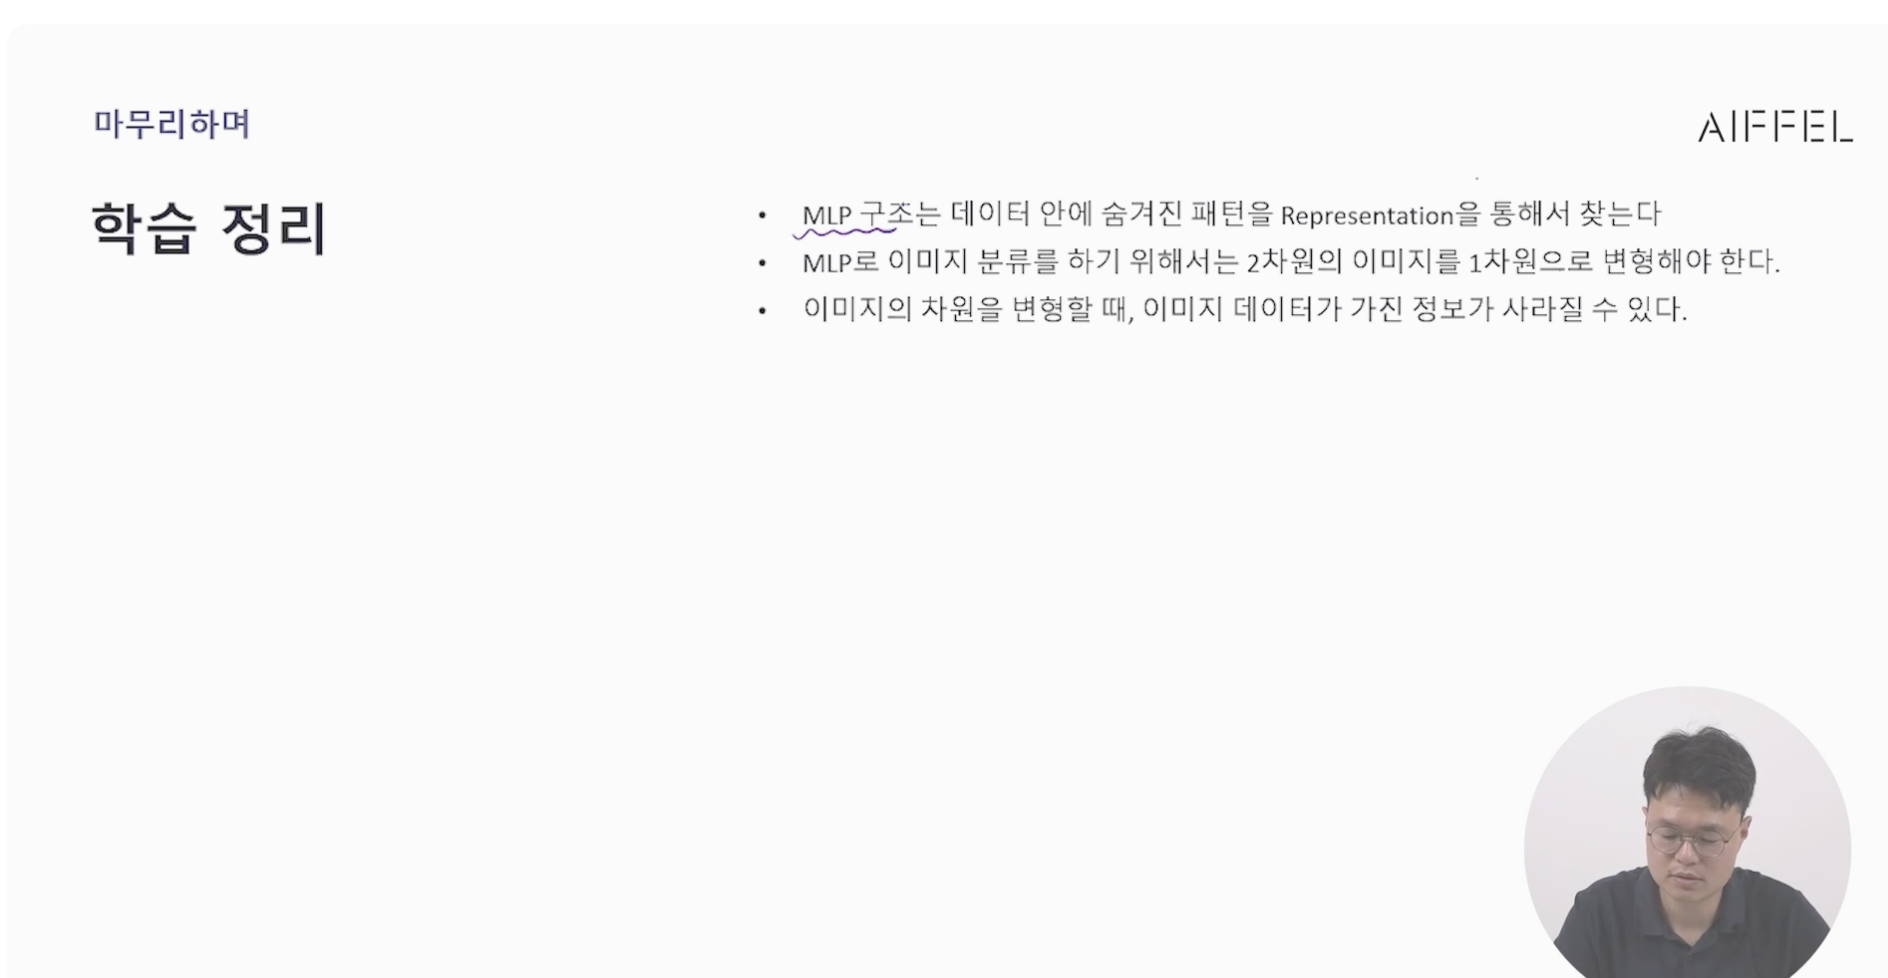 마무리하며
AIFFEL
학습 정리
• MLP 구조는 데이터 안에 숨겨진 패턴을 Representation을 통해서 찾는다
• MLP로 이미지 분류를 하기 위해서는 2차원의 이미지를 1차원으로 변형해야 한다.
• 이미지의 차원을 변형할 때, 이미지 데이터가 가진 정보가 사라질 수 있다.